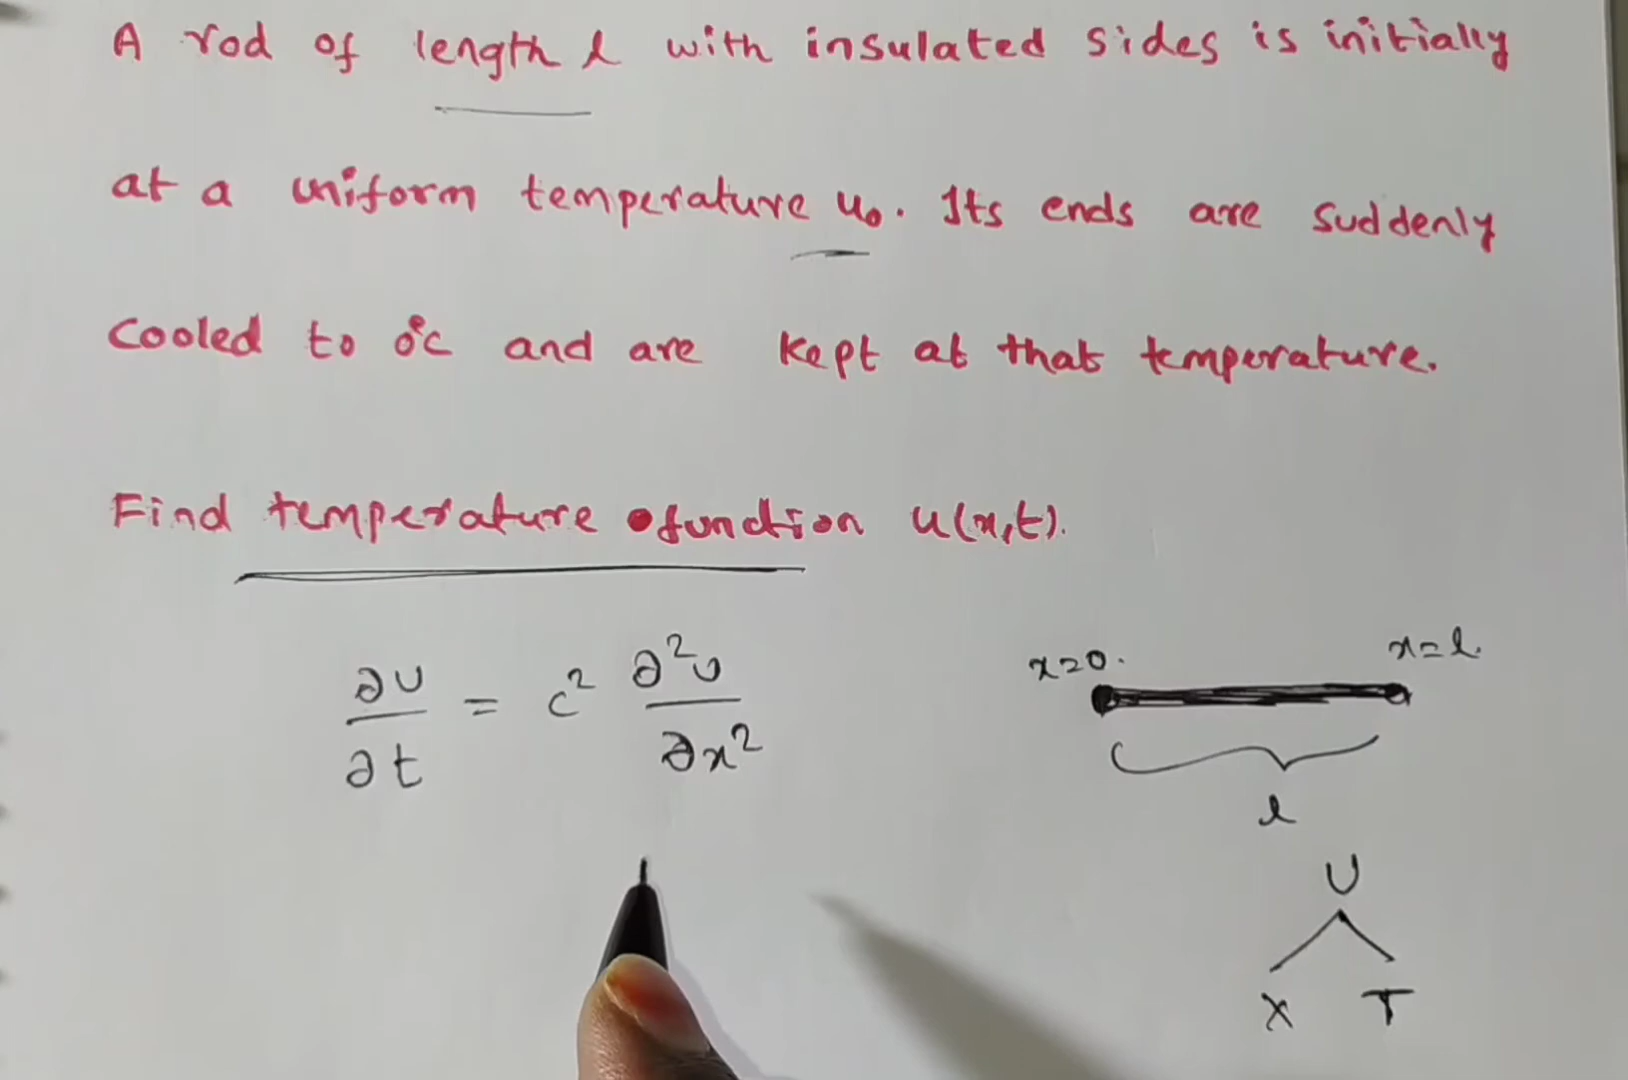 A rod of length l with insulated sides is initially
at a uniform temperature u₀. Its ends are suddenly
cooled to 0°c and are kept at that temperature.
Find temperature function u(x,t).
∂u/∂t = c² ∂²u/∂x²
x=0. x=l.
l
U
X T